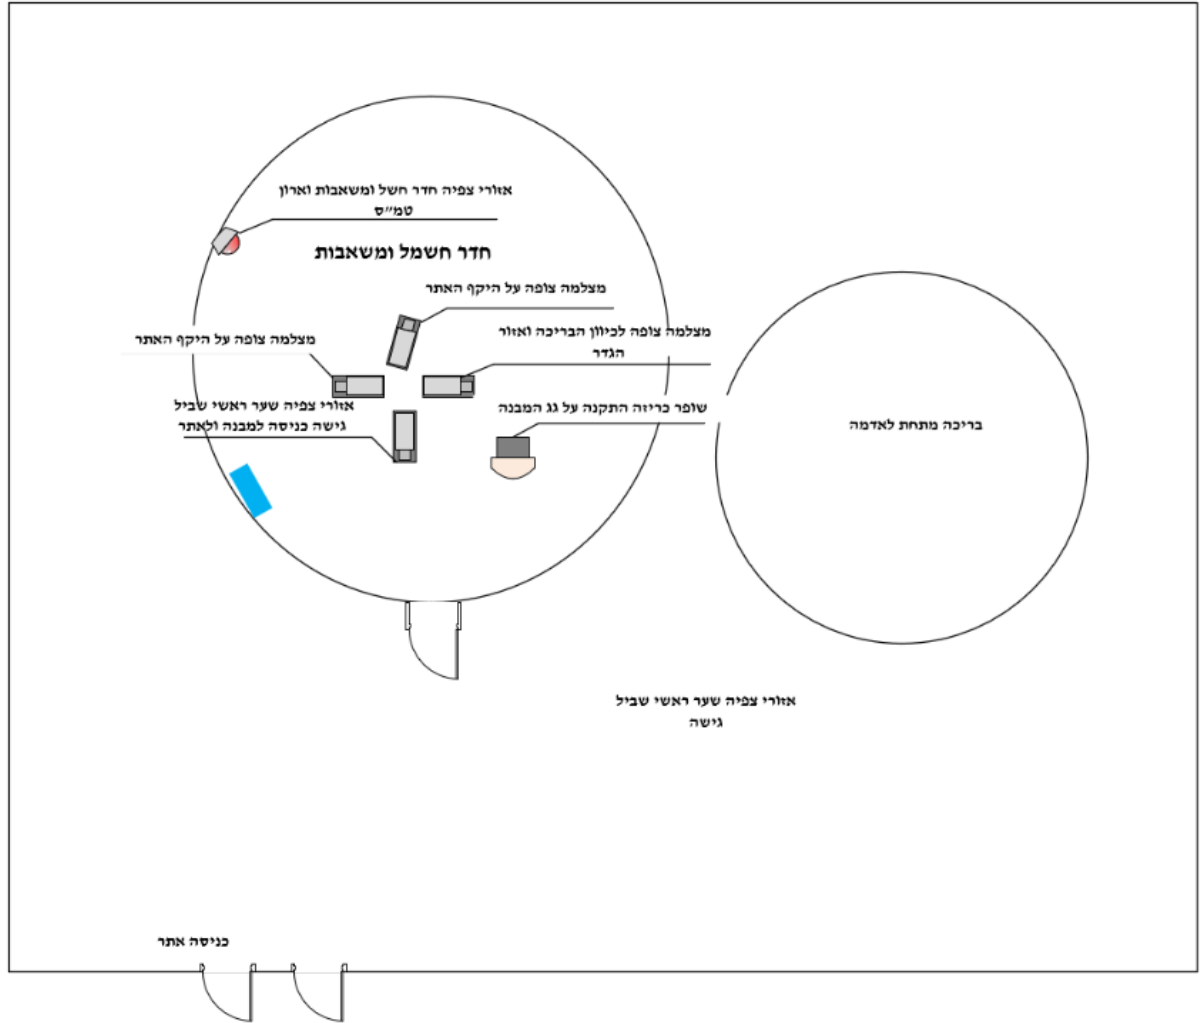 אזורי צפיה חדר חשל ומשאבות וארון
טמ״ס
חדר חשמל ומשאבות
מצלמה צופה על היקף האתר
מצלמה צופה לכיוון הבריכה ואזור
הגדר
מצלמה צופה על היקף האתר
אזורי צפיה שער ראשי שביל
גישה כניסה למבנה ולאתר
שופר כריזה התקנה על גג המבנה
בריכה מתחת לאדמה
אזורי צפיה שער ראשי שביל
גישה
כניסה אתר